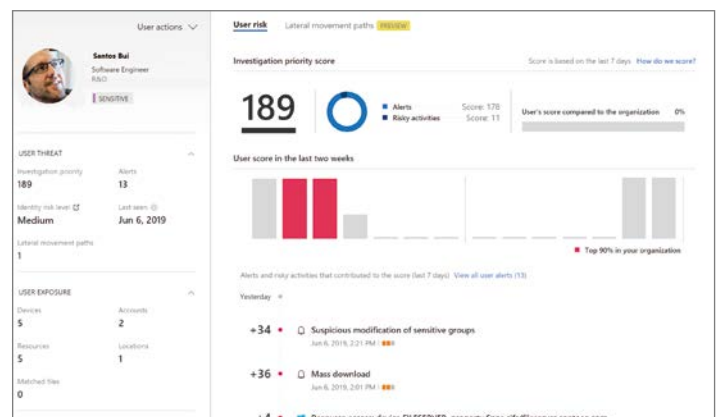 User actions
Santos Bui
Software Engineer
R&D
SENSITIVE
USER THREAT
Investigation priority
189
Alerts
13
Identity risk level
Medium
Last seen
Jun 6, 2019
Lateral movement paths
1
USER EXPOSURE
Devices
5
Accounts
2
Resources
5
Locations
1
Matched files
0
User risk
Lateral movement paths PREVIEW
Investigation priority score
Score is based on the last 7 days How do we score?
189
Alerts Score: 178
Risky activities Score: 11
User's score compared to the organization 0%
User score in the last two weeks
Top 90% in your organization
Alerts and risky activities that contributed to the score (last 7 days) View all user alerts (13)
Yesterday
+34 Suspicious modification of sensitive groups
Jun 6, 2019, 2:21 PM
+36 Mass download
Jun 6, 2019, 2:01 PM
+4